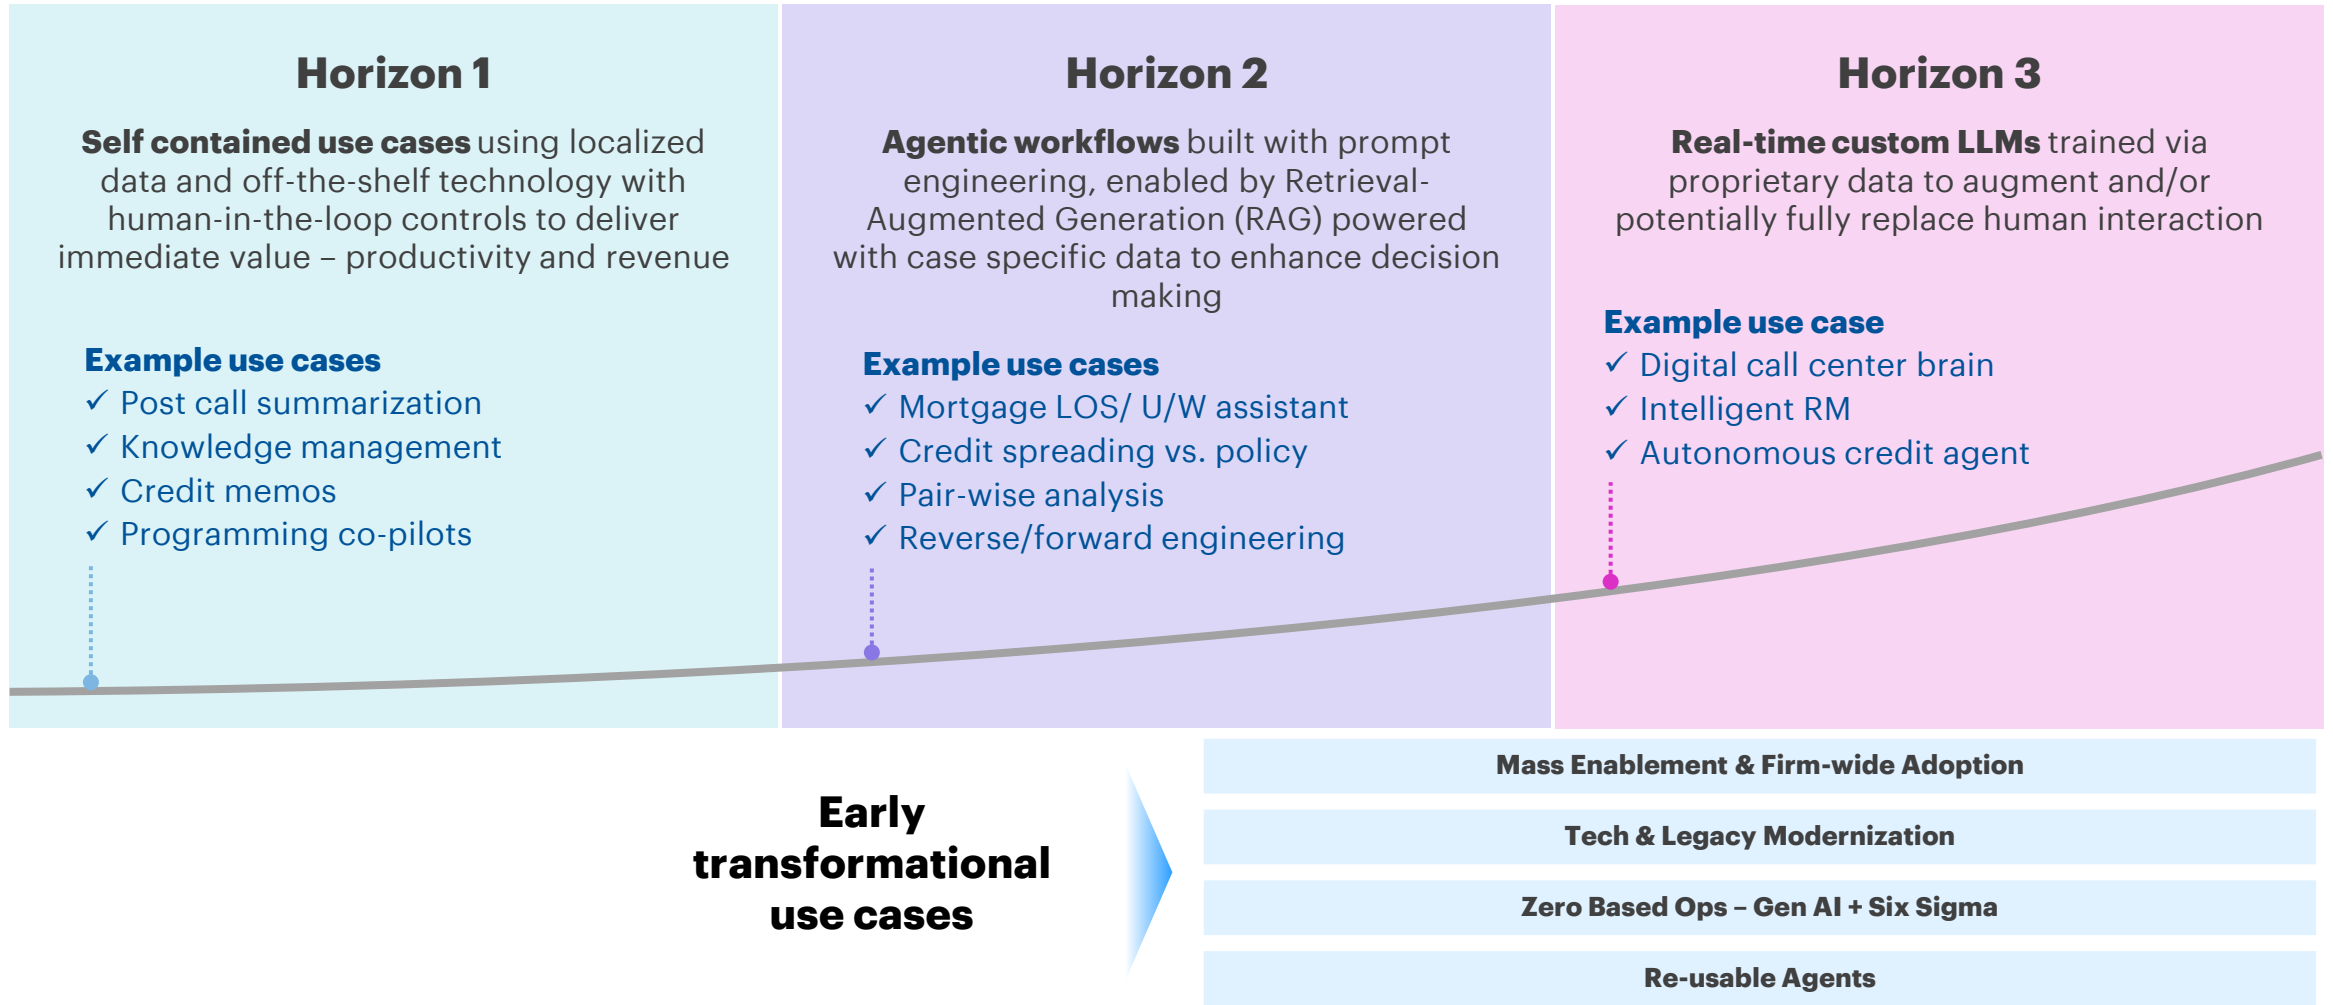 Horizon 1
Self contained use cases using localized
data and off-the-shelf technology with
human-in-the-loop controls to deliver
immediate value – productivity and revenue
Example use cases
✓ Post call summarization
✓ Knowledge management
✓ Credit memos
✓ Programming co-pilots
Horizon 2
Agentic workflows built with prompt
engineering, enabled by Retrieval-
Augmented Generation (RAG) powered
with case specific data to enhance decision
making
Example use cases
✓ Mortgage LOS/ U/W assistant
✓ Credit spreading vs. policy
✓ Pair-wise analysis
✓ Reverse/forward engineering
Horizon 3
Real-time custom LLMs trained via
proprietary data to augment and/or
potentially fully replace human interaction
Example use case
✓ Digital call center brain
✓ Intelligent RM
✓ Autonomous credit agent
Early
transformational
use cases
Mass Enablement & Firm-wide Adoption
Tech & Legacy Modernization
Zero Based Ops – Gen AI + Six Sigma
Re-usable Agents